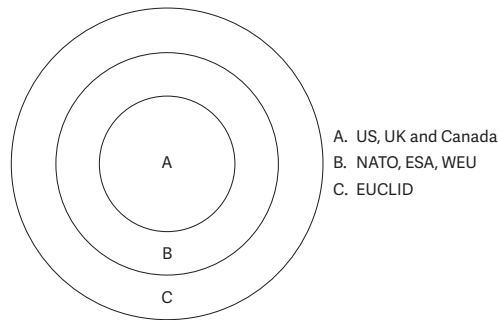 A
B
C
A. US, UK and Canada
B. NATO, ESA, WEU
C. EUCLID